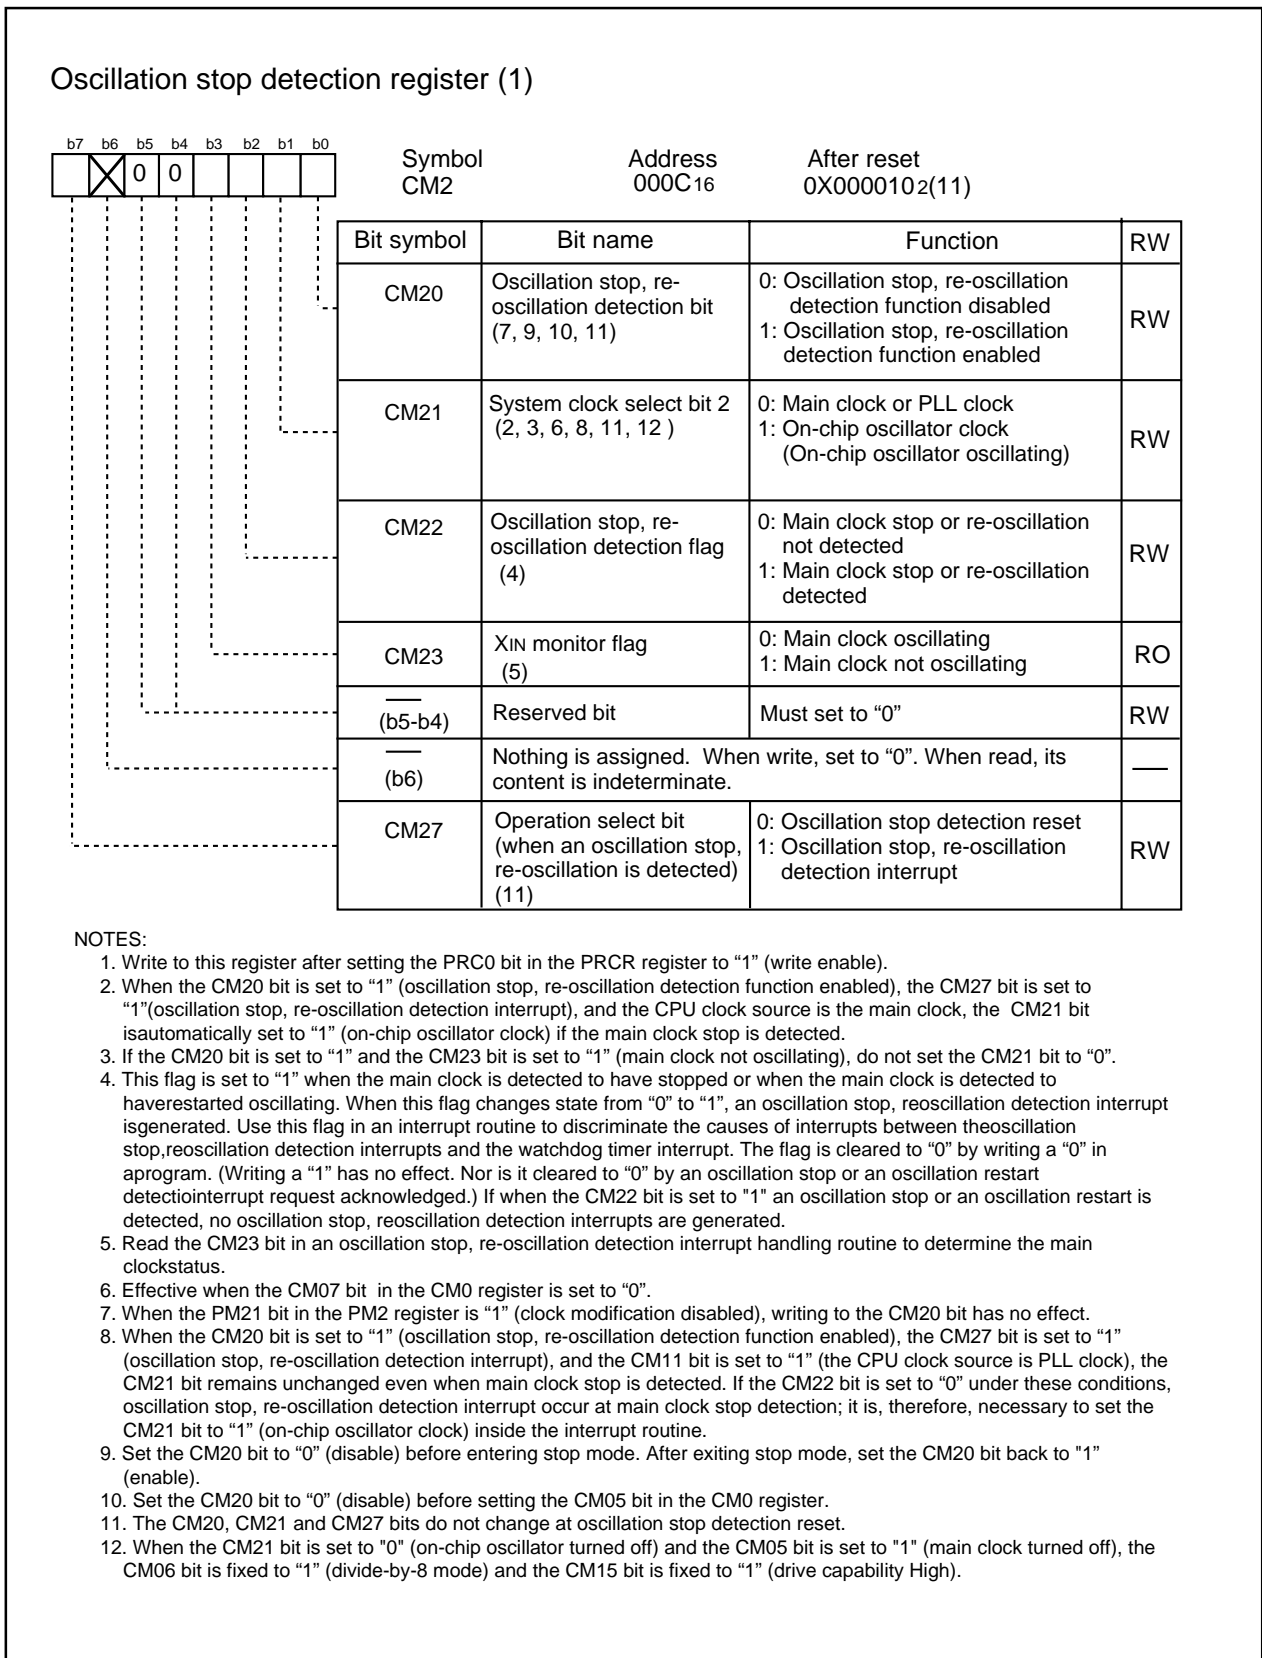 Oscillation stop detection register (1)
b7 b6 b5 b4 b3 b2 b1 b0
0 0
Symbol Address After reset
CM2 000C16 0X0000102(11)
Bit symbol Bit name Function RW
CM20 Oscillation stop, re-
oscillation detection bit
(7, 9, 10, 11)
0: Oscillation stop, re-oscillation
detection function disabled
1: Oscillation stop, re-oscillation
detection function enabled
RW
CM21 System clock select bit 2
(2, 3, 6, 8, 11, 12 )
0: Main clock or PLL clock
1: On-chip oscillator clock
(On-chip oscillator oscillating)
RW
CM22 Oscillation stop, re-
oscillation detection flag
(4)
0: Main clock stop or re-oscillation
not detected
1: Main clock stop or re-oscillation
detected
RW
CM23 XIN monitor flag
(5)
0: Main clock oscillating
1: Main clock not oscillating
RO
(b5-b4) Reserved bit Must set to “0” RW
(b6)
Nothing is assigned. When write, set to “0”. When read, its
content is indeterminate.
CM27 Operation select bit
(when an oscillation stop,
re-oscillation is detected)
(11)
0: Oscillation stop detection reset
1: Oscillation stop, re-oscillation
detection interrupt
RW
NOTES:
1. Write to this register after setting the PRC0 bit in the PRCR register to “1” (write enable).
2. When the CM20 bit is set to “1” (oscillation stop, re-oscillation detection function enabled), the CM27 bit is set to
“1”(oscillation stop, re-oscillation detection interrupt), and the CPU clock source is the main clock, the CM21 bit
isautomatically set to “1” (on-chip oscillator clock) if the main clock stop is detected.
3. If the CM20 bit is set to “1” and the CM23 bit is set to “1” (main clock not oscillating), do not set the CM21 bit to “0”.
4. This flag is set to “1” when the main clock is detected to have stopped or when the main clock is detected to
haverestarted oscillating. When this flag changes state from “0” to “1”, an oscillation stop, reoscillation detection interrupt
isgenerated. Use this flag in an interrupt routine to discriminate the causes of interrupts between theoscillation
stop,reoscillation detection interrupts and the watchdog timer interrupt. The flag is cleared to “0” by writing a “0” in
aprogram. (Writing a “1” has no effect. Nor is it cleared to “0” by an oscillation stop or an oscillation restart
detectiointerrupt request acknowledged.) If when the CM22 bit is set to "1" an oscillation stop or an oscillation restart is
detected, no oscillation stop, reoscillation detection interrupts are generated.
5. Read the CM23 bit in an oscillation stop, re-oscillation detection interrupt handling routine to determine the main
clockstatus.
6. Effective when the CM07 bit in the CM0 register is set to “0”.
7. When the PM21 bit in the PM2 register is “1” (clock modification disabled), writing to the CM20 bit has no effect.
8. When the CM20 bit is set to “1” (oscillation stop, re-oscillation detection function enabled), the CM27 bit is set to “1”
(oscillation stop, re-oscillation detection interrupt), and the CM11 bit is set to “1” (the CPU clock source is PLL clock), the
CM21 bit remains unchanged even when main clock stop is detected. If the CM22 bit is set to “0” under these conditions,
oscillation stop, re-oscillation detection interrupt occur at main clock stop detection; it is, therefore, necessary to set the
CM21 bit to “1” (on-chip oscillator clock) inside the interrupt routine.
9. Set the CM20 bit to “0” (disable) before entering stop mode. After exiting stop mode, set the CM20 bit back to "1"
(enable).
10. Set the CM20 bit to “0” (disable) before setting the CM05 bit in the CM0 register.
11. The CM20, CM21 and CM27 bits do not change at oscillation stop detection reset.
12. When the CM21 bit is set to "0" (on-chip oscillator turned off) and the CM05 bit is set to "1" (main clock turned off), the
CM06 bit is fixed to “1” (divide-by-8 mode) and the CM15 bit is fixed to “1” (drive capability High).